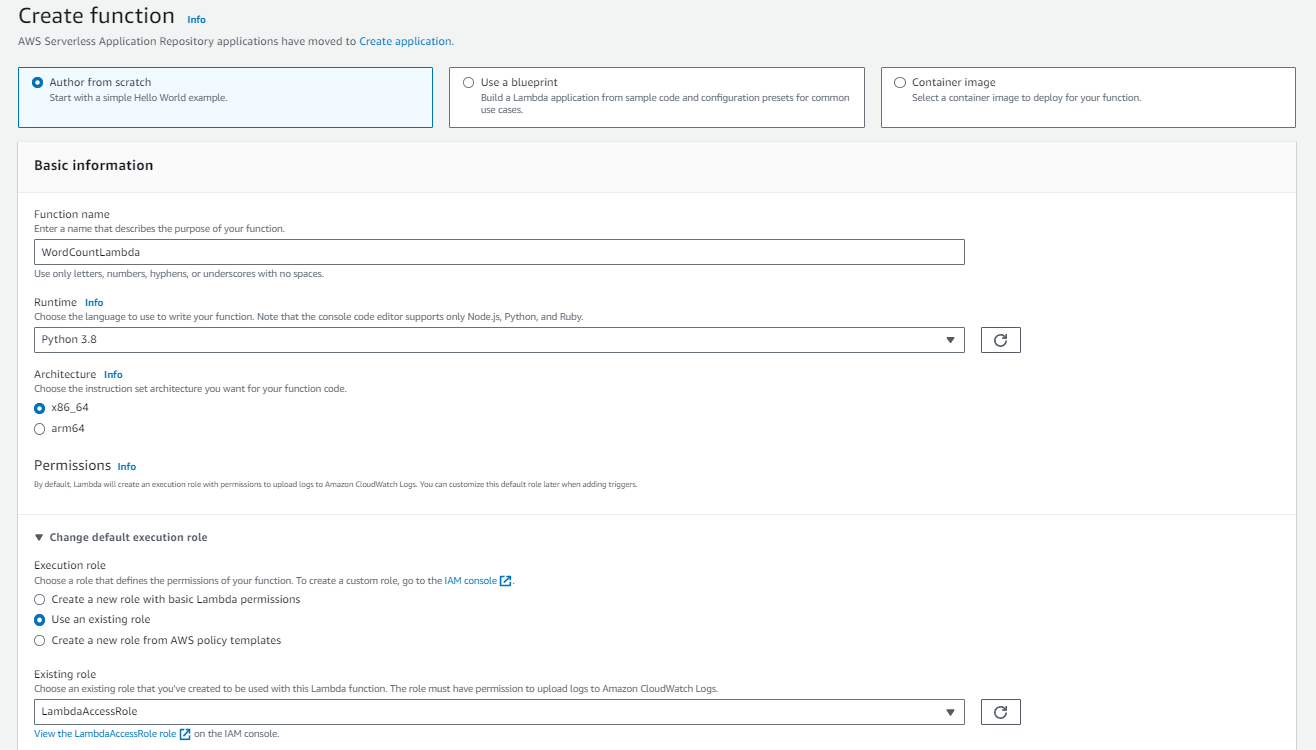 Create function Info
AWS Serverless Application Repository applications have moved to Create application.
Author from scratch
Start with a simple Hello World example.
Use a blueprint
Build a Lambda application from sample code and configuration presets for common
use cases.
Container image
Select a container image to deploy for your function.
Basic information
Function name
Enter a name that describes the purpose of your function.
WordCountLambda
Use only letters, numbers, hyphens, or underscores with no spaces.
Runtime Info
Choose the language to use to write your function. Note that the console code editor supports only Node.js, Python, and Ruby.
Python 3.8
Architecture Info
Choose the instruction set architecture you want for your function code.
x86_64
arm64
Permissions Info
By default, Lambda will create an execution role with permissions to upload logs to Amazon CloudWatch Logs. You can customize this default role later when adding triggers.
Change default execution role
Execution role
Choose a role that defines the permissions of your function. To create a custom role, go to the IAM console.
Create a new role with basic Lambda permissions
Use an existing role
Create a new role from AWS policy templates
Existing role
Choose an existing role that you've created to be used with this Lambda function. The role must have permission to upload logs to Amazon CloudWatch Logs.
LambdaAccessRole
View the LambdaAccessRole role on the IAM console.